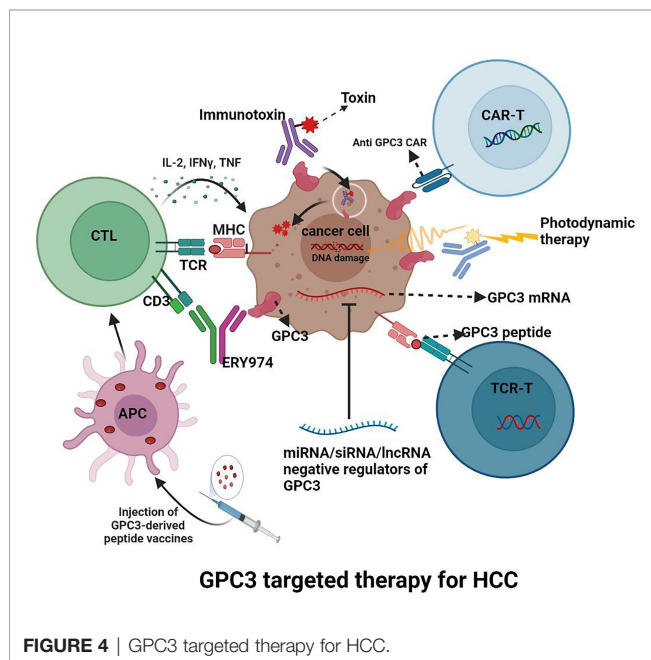 Toxin
Immunotoxin
CAR-T
Anti GPC3 CAR
IL-2, IFNγ, TNF
CTL
MHC
TCR
cancer cell
DNA damage
Photodynamic
therapy
CD3
GPC3 mRNA
GPC3
GPC3 peptide
ERY974
TCR-T
APC
miRNA/siRNA/lncRNA
negative regulators of
GPC3
Injection of
GPC3-derived
peptide vaccines
GPC3 targeted therapy for HCC
FIGURE 4 | GPC3 targeted therapy for HCC.